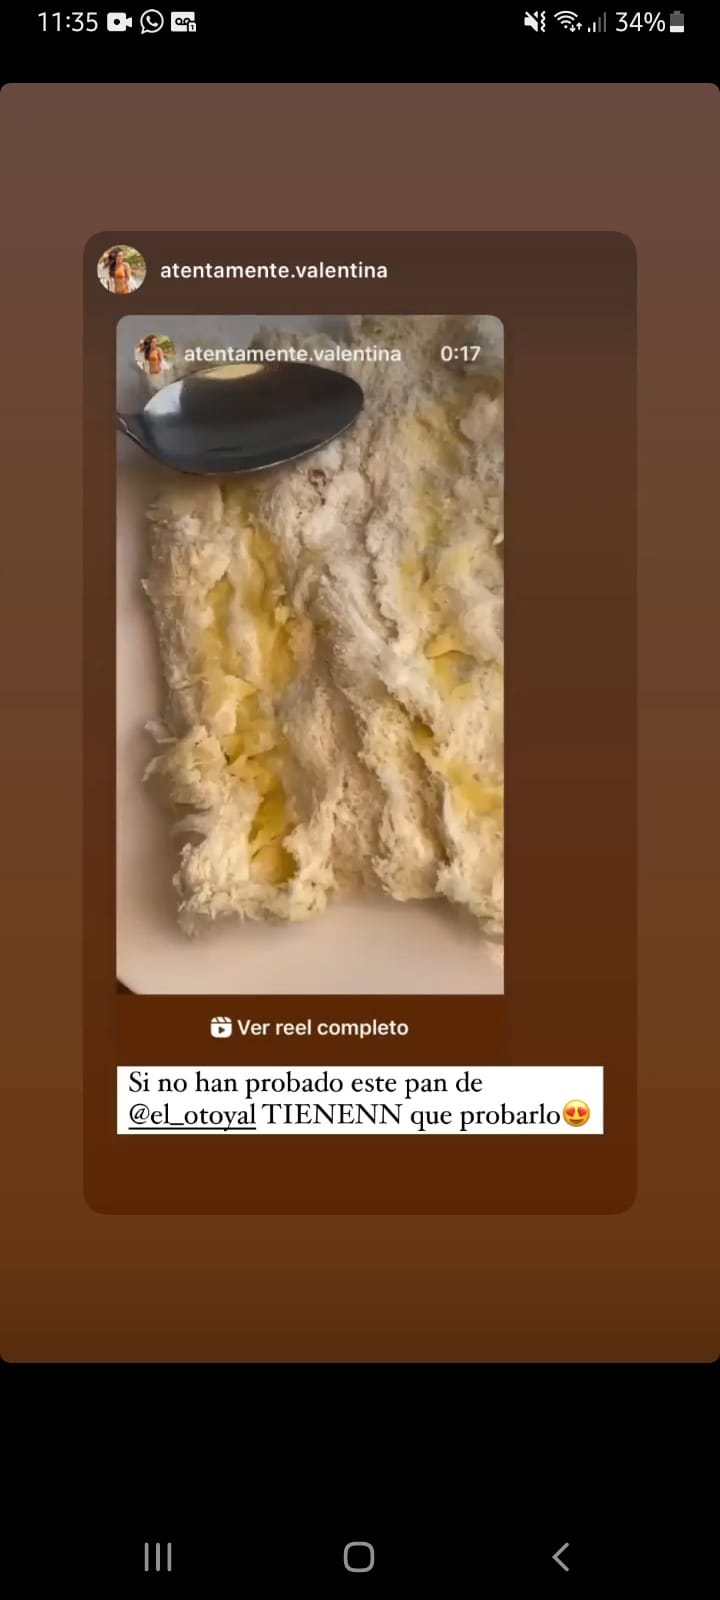 11:35
34%
atentamente.valentina
atentamente.valentina 0:17
Ver reel completo
Si no han probado este pan de
@el_otoyal TIENENN que probarlo😍